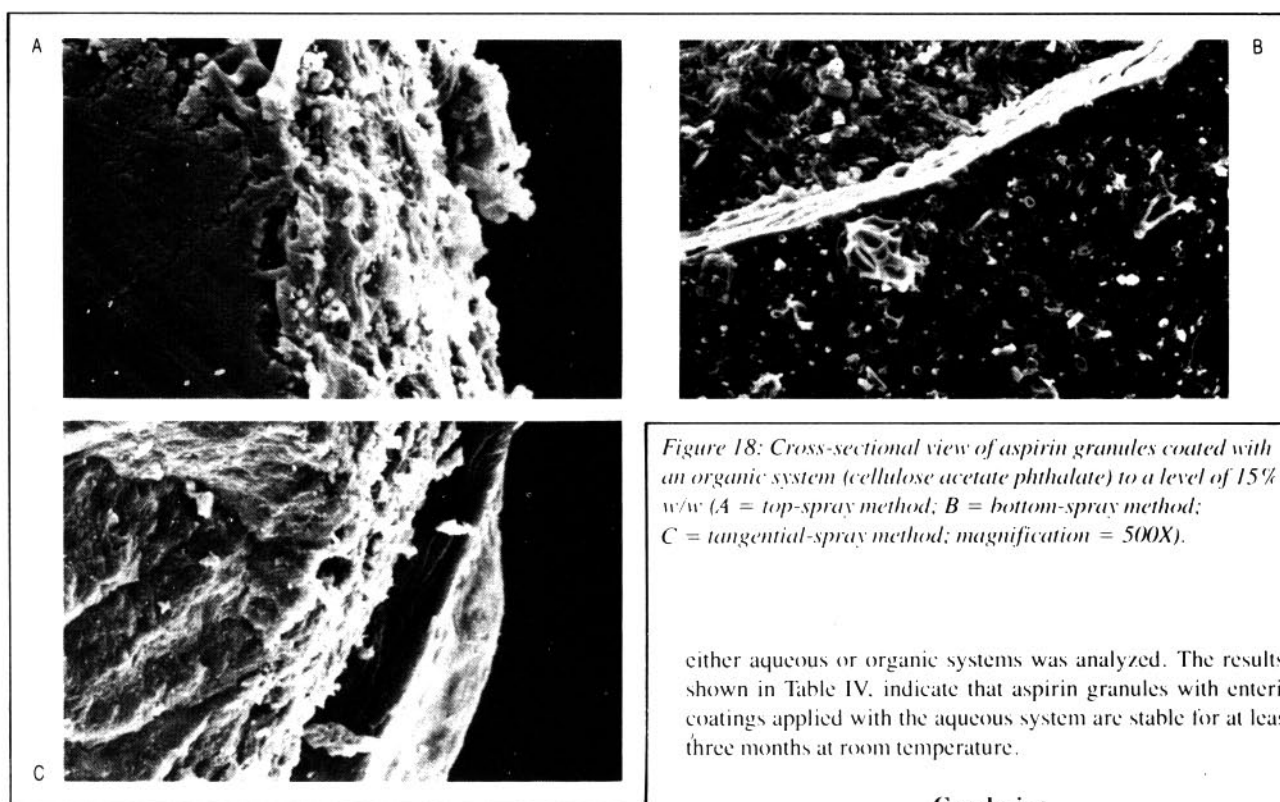 A
B
C
Figure 18: Cross-sectional view of aspirin granules coated with
an organic system (cellulose acetate phthalate) to a level of 15%
w/w (A = top-spray method; B = bottom-spray method;
C = tangential-spray method; magnification = 500X).
either aqueous or organic systems was analyzed. The results
shown in Table IV, indicate that aspirin granules with enteri
coatings applied with the aqueous system are stable for at leas
three months at room temperature.